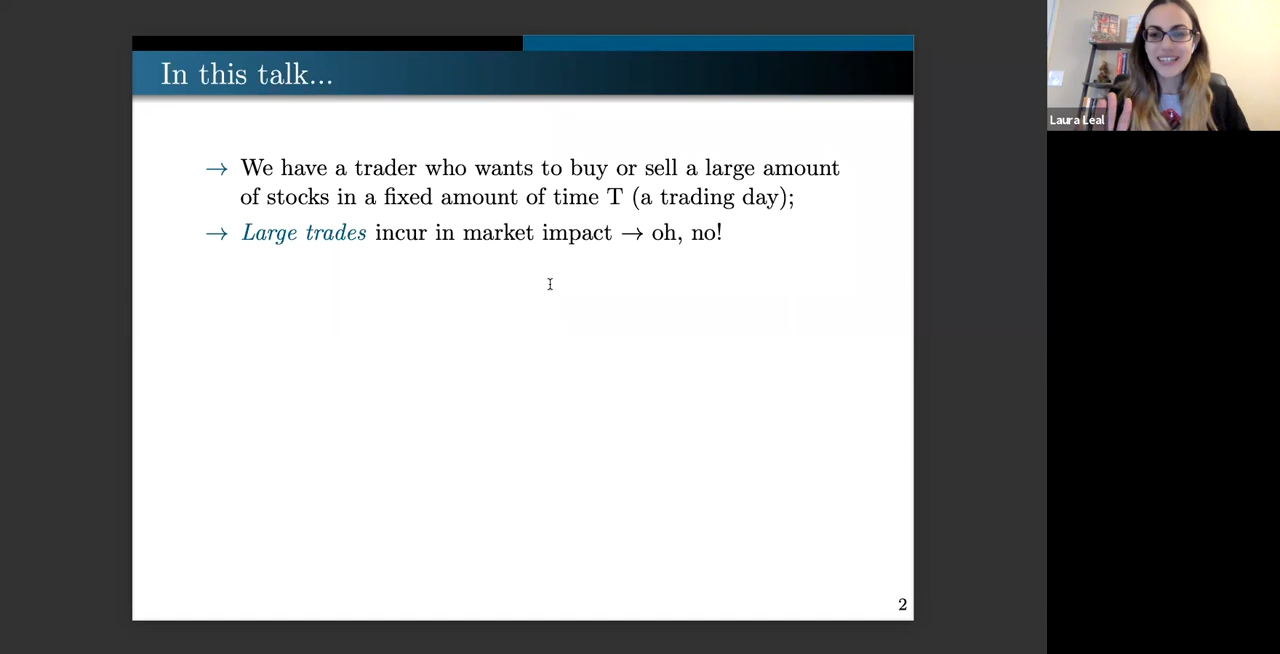 In this talk...
→ We have a trader who wants to buy or sell a large amount
of stocks in a fixed amount of time T (a trading day);
→ Large trades incur in market impact → oh, no!
2
Laura Leal